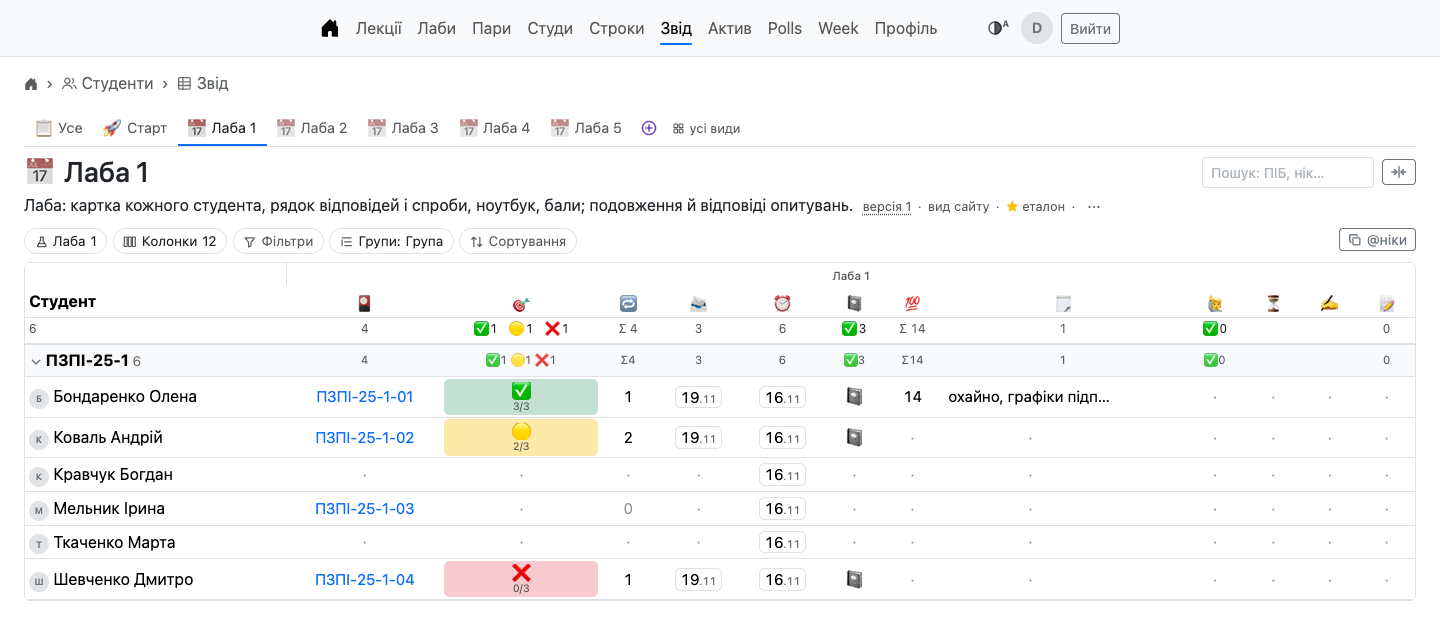 Лекції Лаби Пари Студи Строки Звід Актив Polls Week Профіль A D Вийти
› Студенти › Звід
Усе Старт 17 Лаба 1 17 Лаба 2 17 Лаба 3 17 Лаба 4 17 Лаба 5 усі види
17 Лаба 1 Пошук: ПІБ, нік...
Лаба: картка кожного студента, рядок відповідей і спроби, ноутбук, бали; подовження й відповіді опитувань. версія 1 · вид сайту · еталон · ···
Лаба 1 Колонки 12 Фільтри Групи: Група Сортування @ніки
Лаба 1
Студент 100
6 4 ✅1 🟡1 ❌1 Σ 4 3 6 ✅3 Σ 14 1 ✅0 0
ПЗПІ-25-1 6 4 ✅1 🟡1 ❌1 Σ4 3 6 ✅3 Σ14 1 ✅0 0
Б Бондаренко Олена ПЗПІ-25-1-01 ✅ 3/3 1 19.11 16.11 14 охайно, графіки підп... · · · ·
К Коваль Андрій ПЗПІ-25-1-02 🟡 2/3 2 19.11 16.11 · · · · · ·
К Кравчук Богдан · · · · 16.11 · · · · · · ·
М Мельник Ірина ПЗПІ-25-1-03 · 0 · 16.11 · · · · · · ·
Т Ткаченко Марта · · · · 16.11 · · · · · · ·
Ш Шевченко Дмитро ПЗПІ-25-1-04 ❌ 0/3 1 19.11 16.11 · · · · · ·